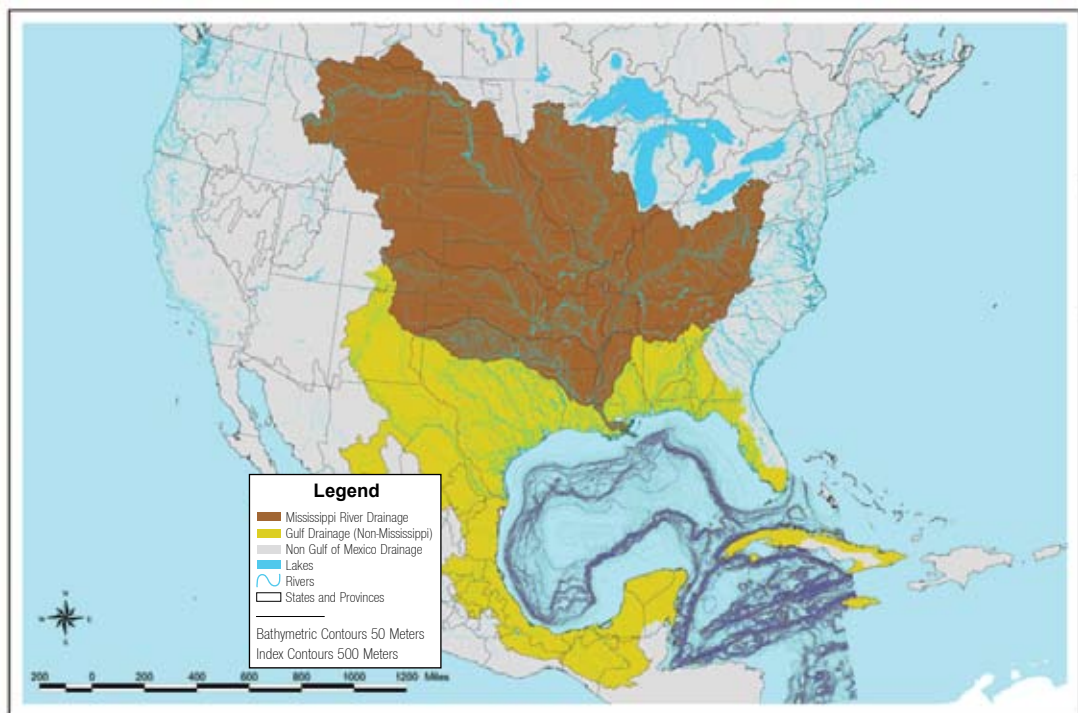 Legend
Mississippi River Drainage
Gulf Drainage (Non-Mississippi)
Non Gulf of Mexico Drainage
Lakes
Rivers
States and Provinces
Bathymetric Contours 50 Meters
Index Contours 500 Meters
N
W E
S
200 0 200 400 600 800 1000 1200 Miles